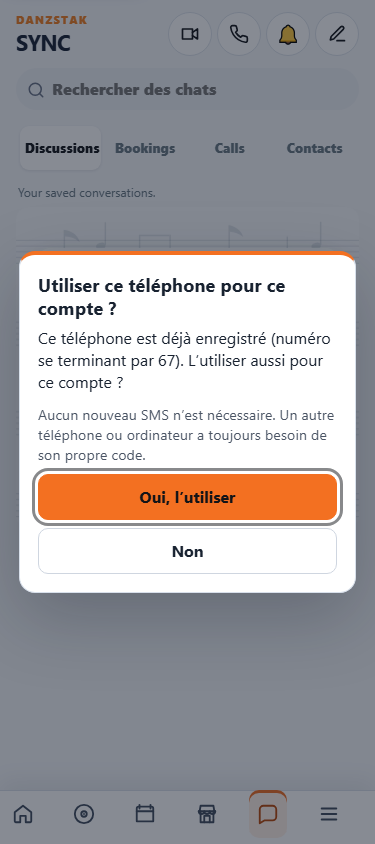 DANZSTAK
SYNC
Rechercher des chats
Discussions Bookings Calls Contacts
Your saved conversations.
Utiliser ce téléphone pour ce
compte ?
Ce téléphone est déjà enregistré (numéro
se terminant par 67). L’utiliser aussi pour
ce compte ?
Aucun nouveau SMS n’est nécessaire. Un autre
téléphone ou ordinateur a toujours besoin de
son propre code.
Oui, l’utiliser
Non